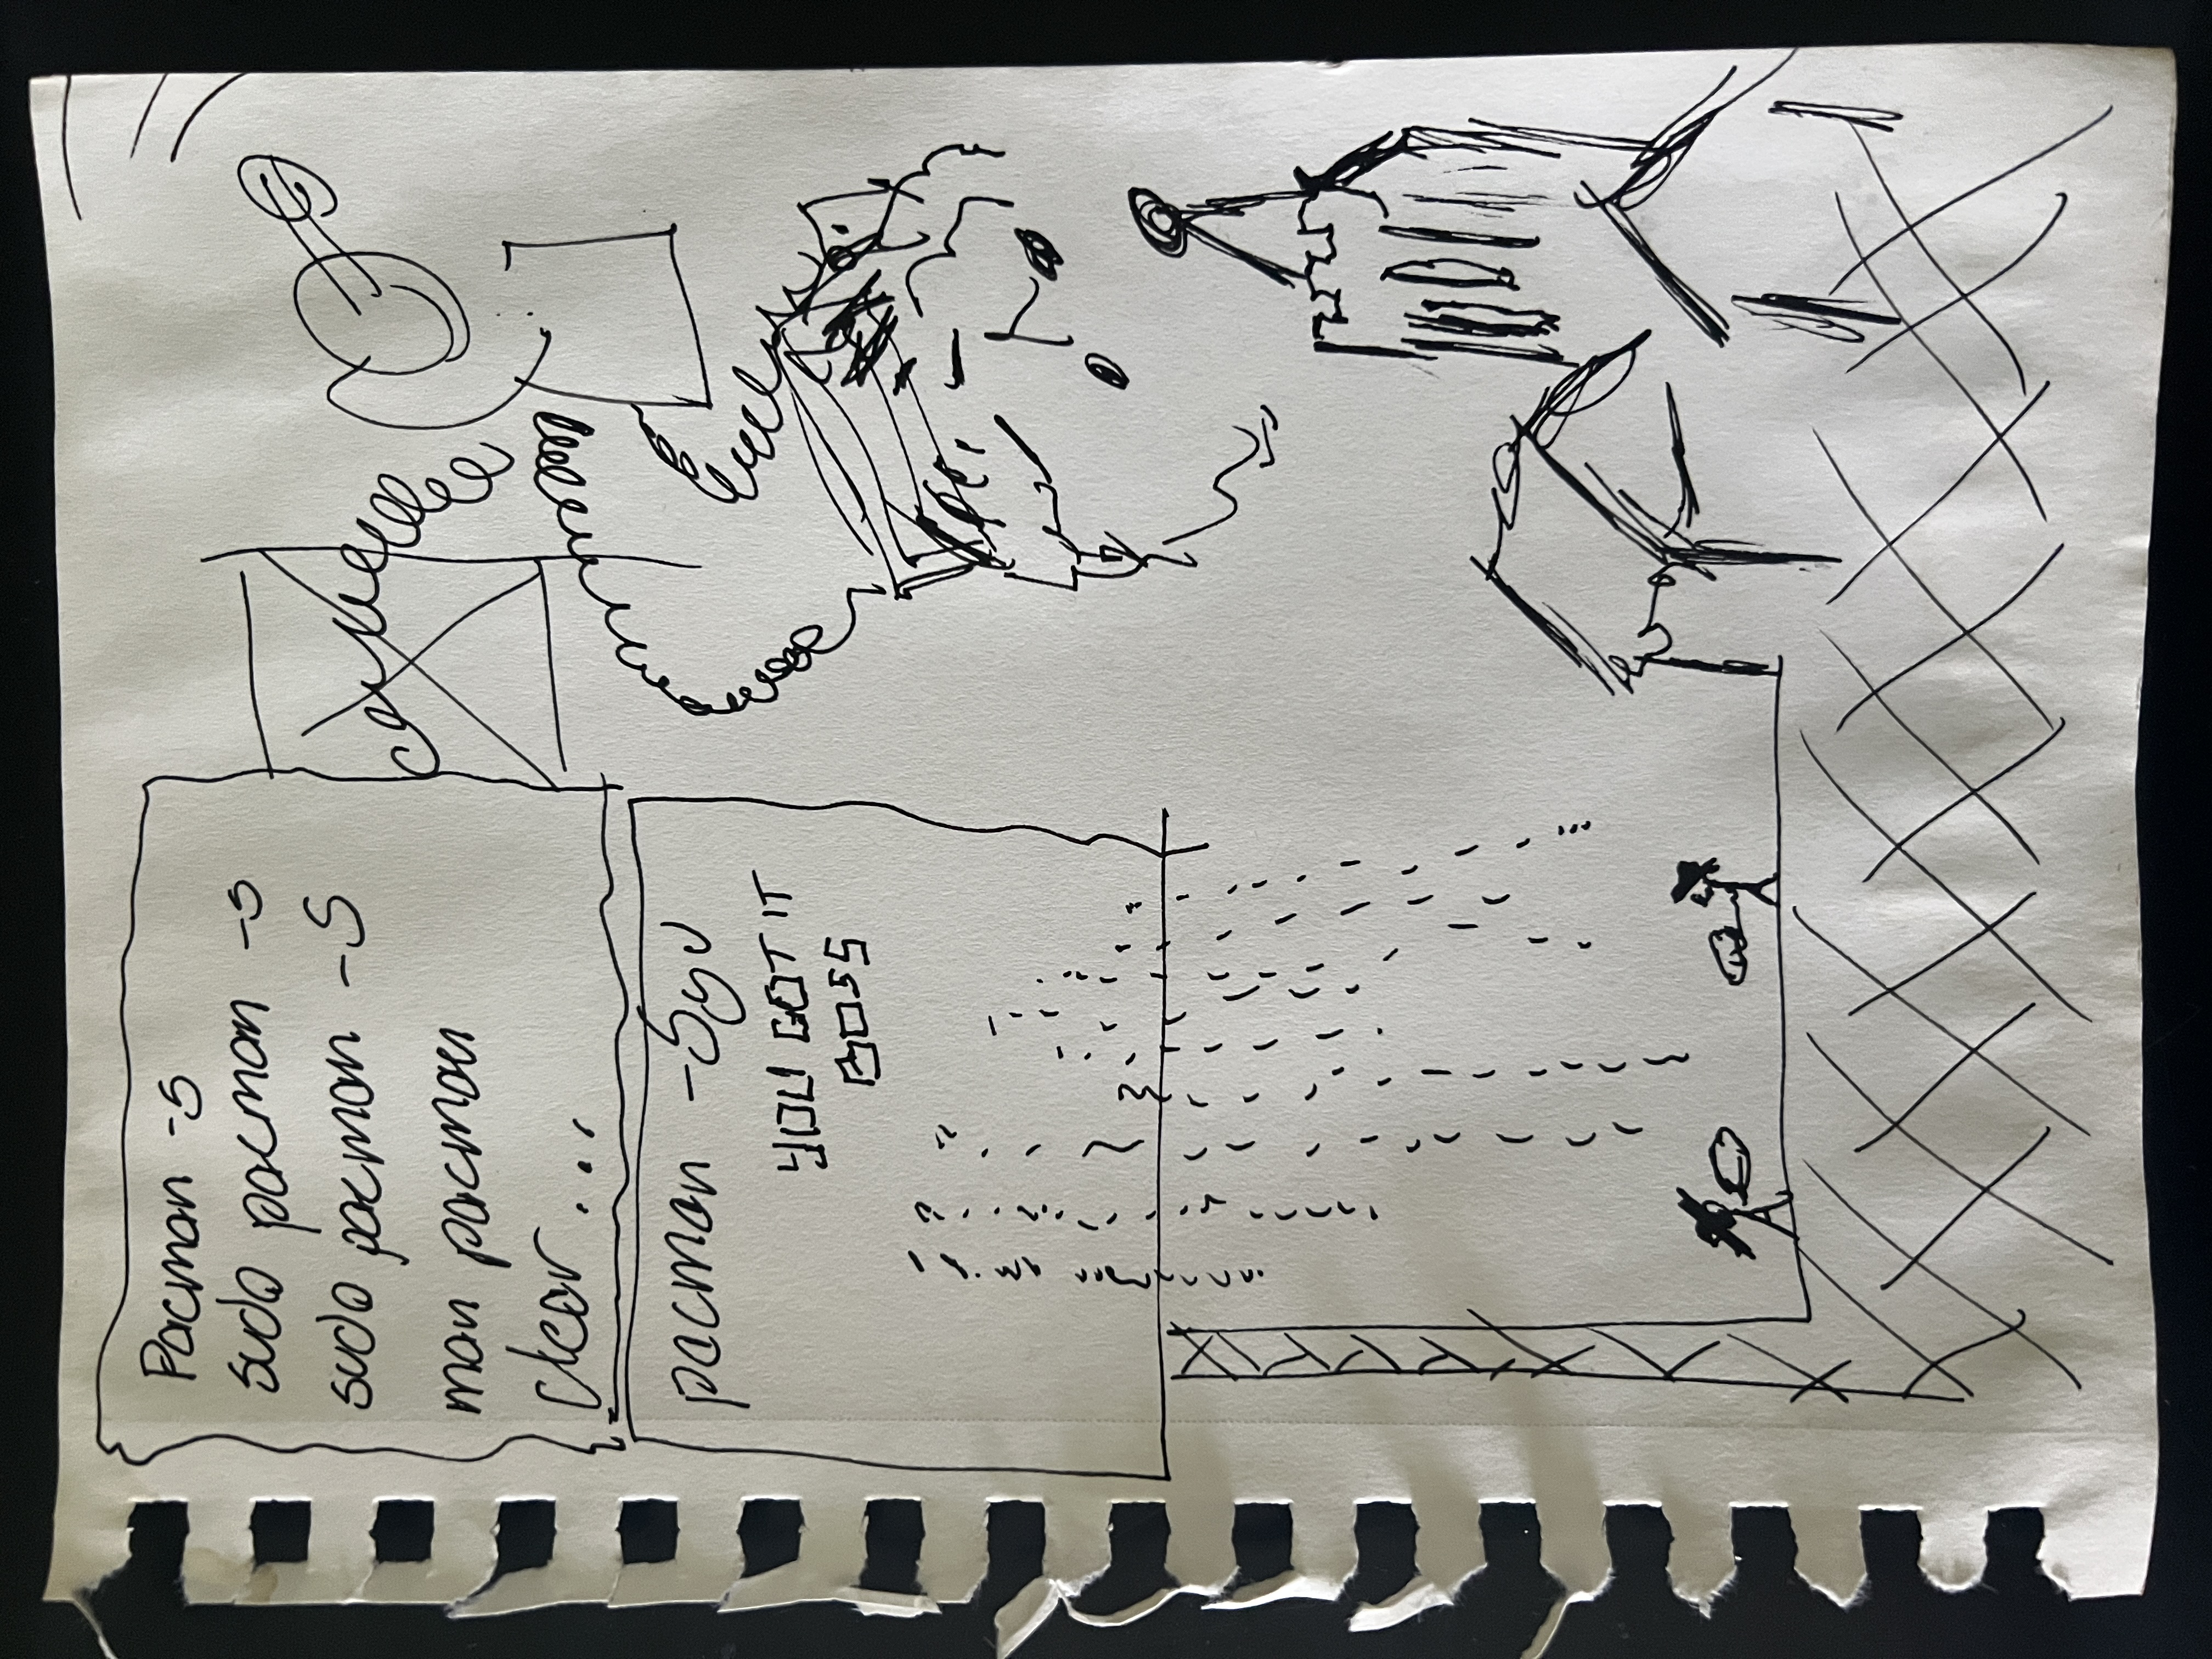 Pacman -s
sudo pacman -s
sudo pacman -S
man pacman
clear...
pacman -Syu
YOU GOT IT
BOSS